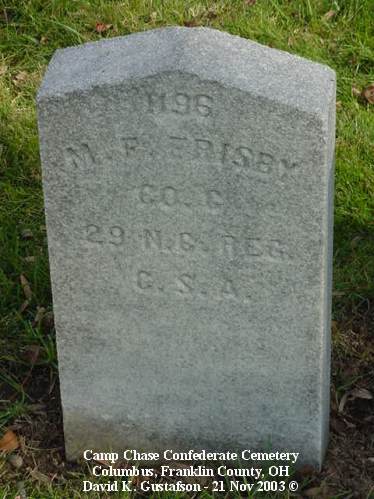 1196
M. F. FRISBY
CO. C
29 N.C. REG.
C. S. A.
Camp Chase Confederate Cemetery
Columbus, Franklin County, OH
David K. Gustafson - 21 Nov 2003 ©